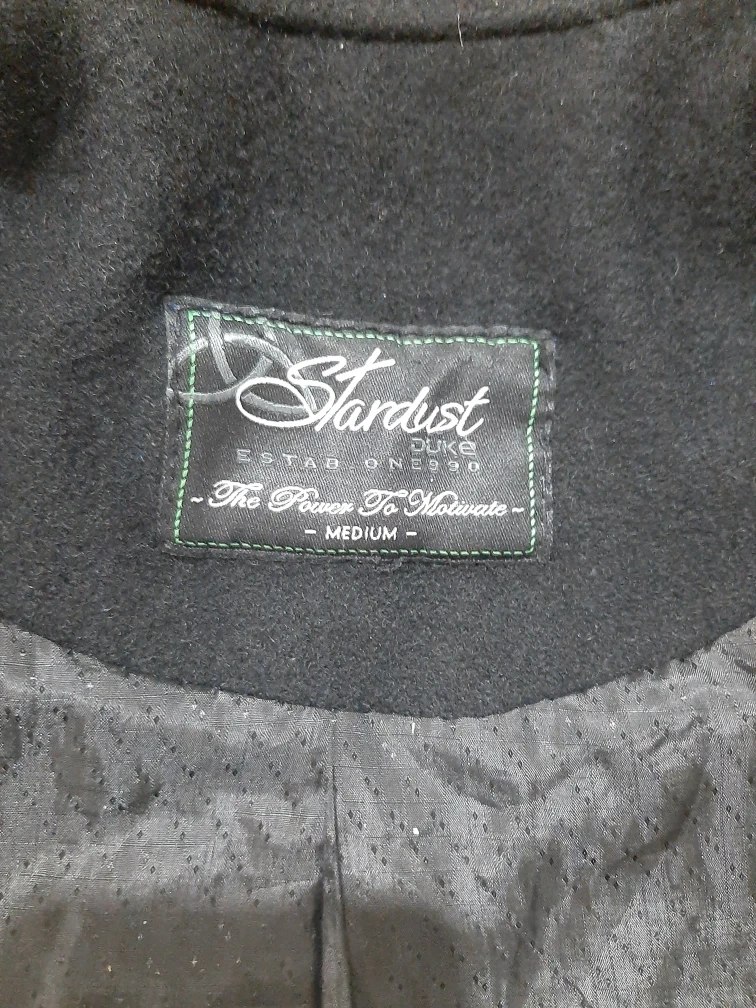 Stardust
DUKE
ESTAB ONE990
~ The Power To Motivate ~
- MEDIUM -